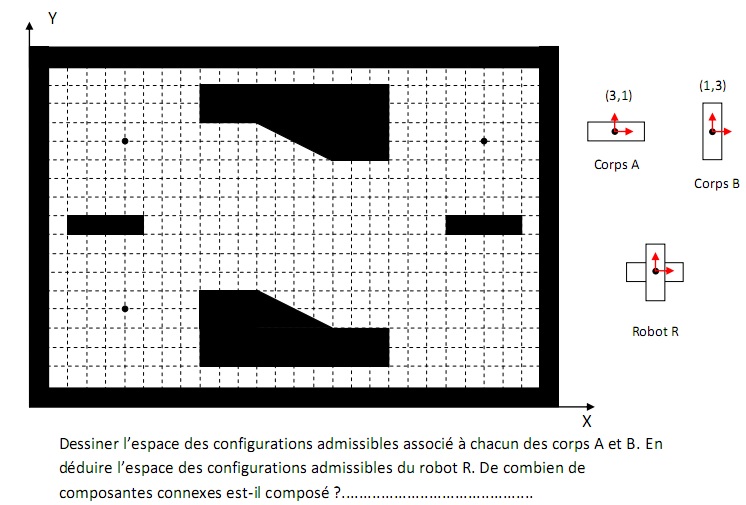 Y
(3,1)
(1,3)
Corps A
Corps B
Robot R
X
Dessiner l'espace des configurations admissibles associé à chacun des corps A et B. En
déduire l'espace des configurations admissibles du robot R. De combien de
composantes connexes est-il composé ?..................................................